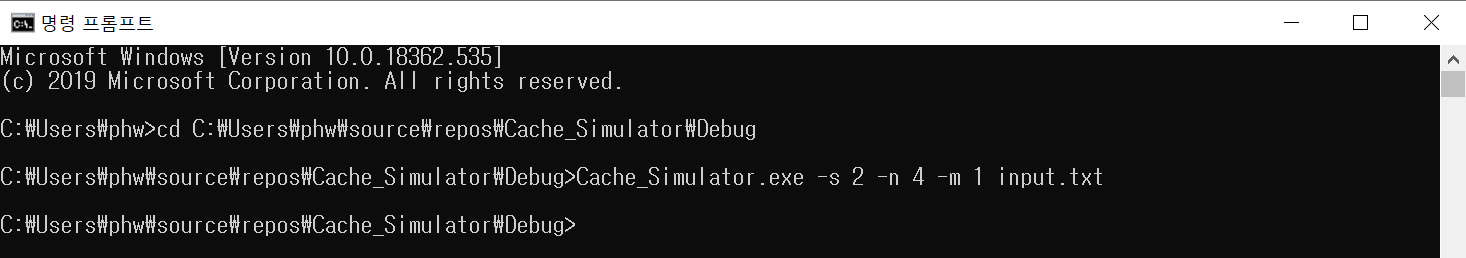 명령 프롬프트
Microsoft Windows [Version 10.0.18362.535]
(c) 2019 Microsoft Corporation. All rights reserved.
C:₩Users₩phw>cd C:₩Users₩phw₩source₩repos₩Cache_Simulator₩Debug
C:₩Users₩phw₩source₩repos₩Cache_Simulator₩Debug>Cache_Simulator.exe -s 2 -n 4 -m 1 input.txt
C:₩Users₩phw₩source₩repos₩Cache_Simulator₩Debug>